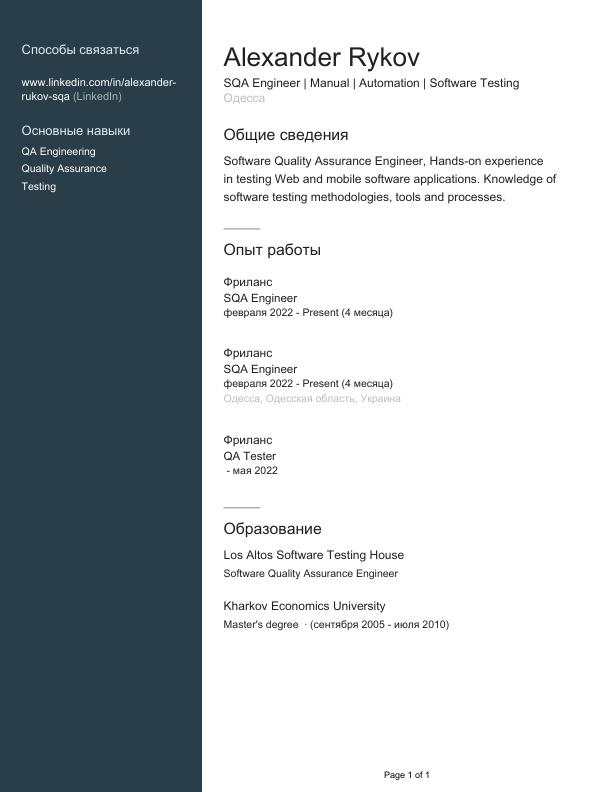 Способы связаться
www.linkedin.com/in/alexander-
rukov-sqa (LinkedIn)
Основные навыки
QA Engineering
Quality Assurance
Testing
Alexander Rykov
SQA Engineer | Manual | Automation | Software Testing
Одесса
Общие сведения
Software Quality Assurance Engineer, Hands-on experience
in testing Web and mobile software applications. Knowledge of
software testing methodologies, tools and processes.
Опыт работы
Фриланс
SQA Engineer
февраля 2022 - Present (4 месяца)
Фриланс
SQA Engineer
февраля 2022 - Present (4 месяца)
Одесса, Одесская область, Украина
Фриланс
QA Tester
- мая 2022
Образование
Los Altos Software Testing House
Software Quality Assurance Engineer
Kharkov Economics University
Master's degree · (сентября 2005 - июля 2010)
Page 1 of 1